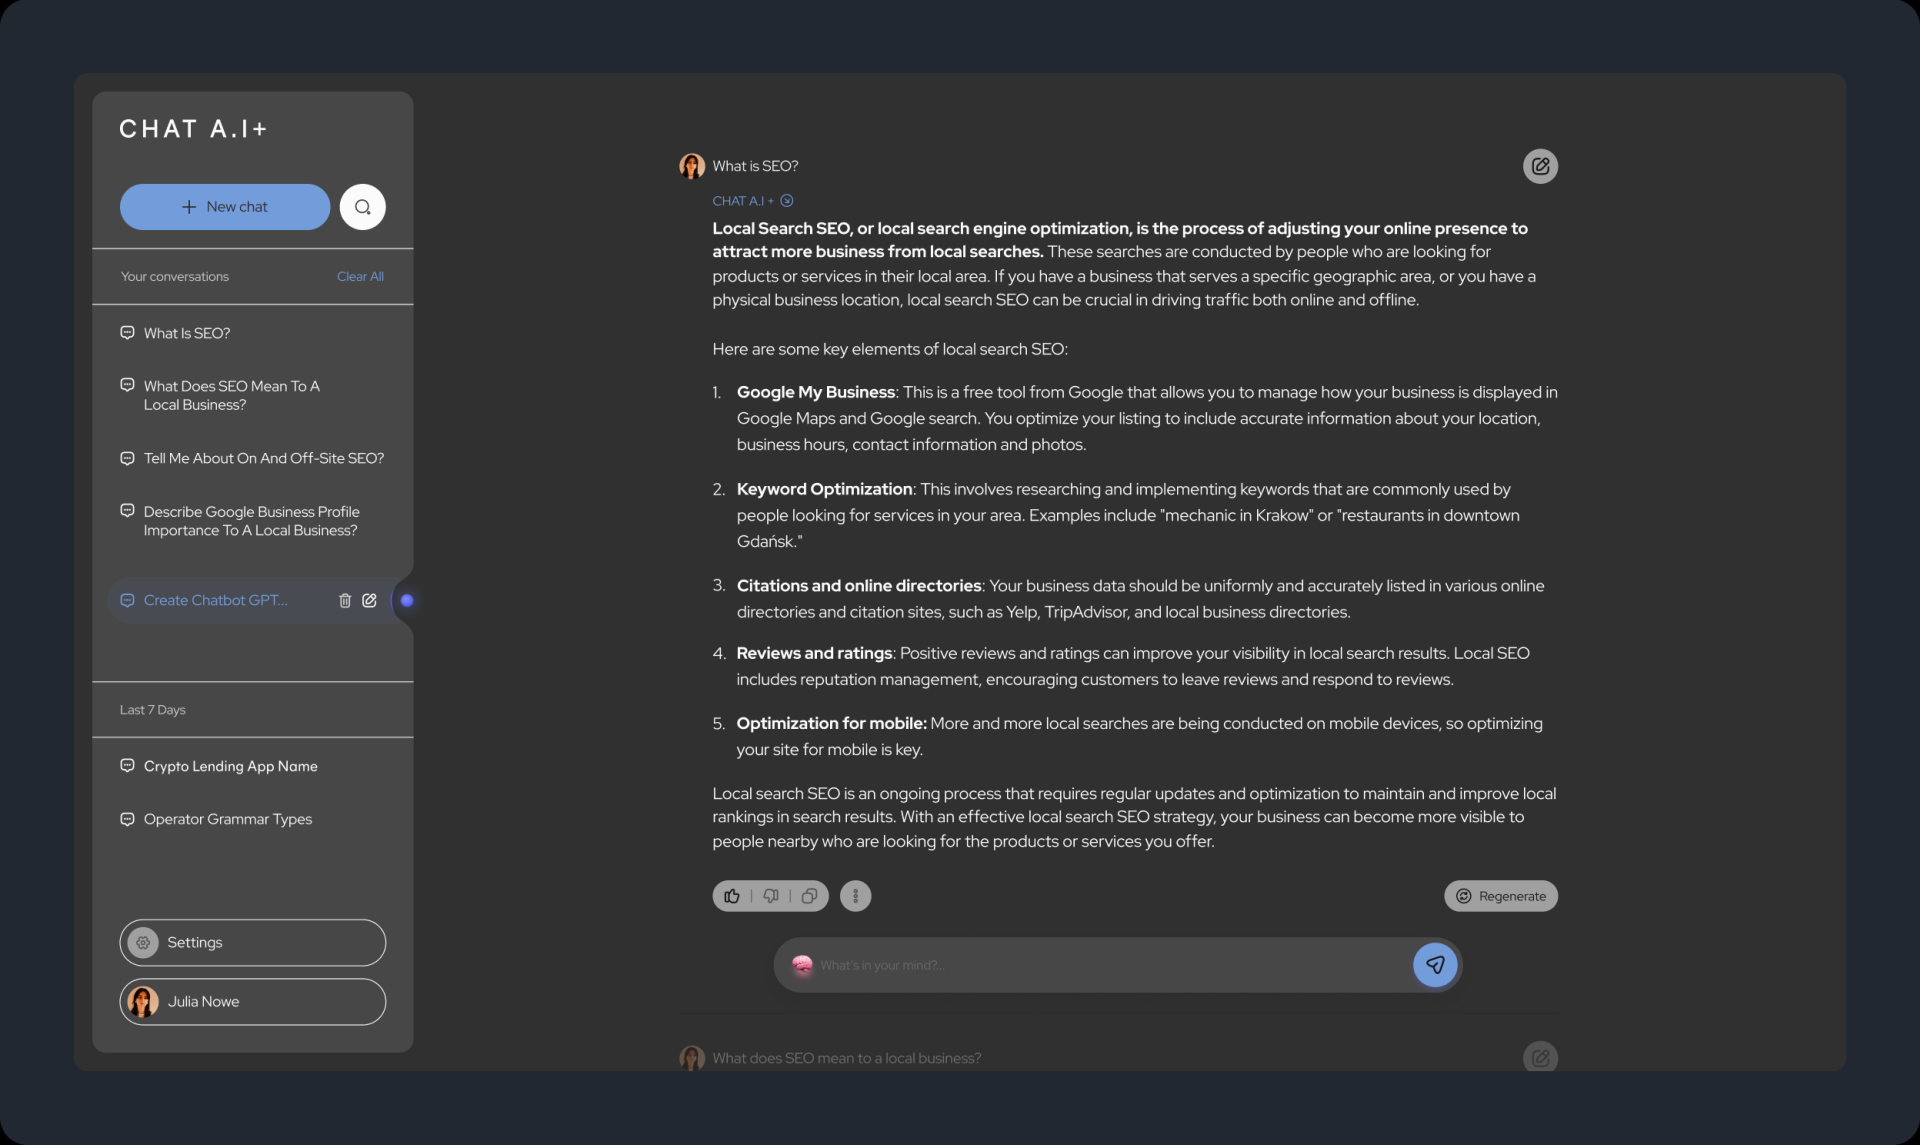 CHAT A.I+
New chat
Your conversations
Clear All
What Is SEO?
What Does SEO Mean To A
Local Business?
Tell Me About On And Off-Site SEO?
Describe Google Business Profile
Importance To A Local Business?
Create Chatbot GPT...
Last 7 Days
Crypto Lending App Name
Operator Grammar Types
Settings
Julia Nowe
What is SEO?
CHAT A.I +
Local Search SEO, or local search engine optimization, is the process of adjusting your online presence to
attract more business from local searches. These searches are conducted by people who are looking for
products or services in their local area. If you have a business that serves a specific geographic area, or you have a
physical business location, local search SEO can be crucial in driving traffic both online and offline.
Here are some key elements of local search SEO:
1. Google My Business: This is a free tool from Google that allows you to manage how your business is displayed in
Google Maps and Google search. You optimize your listing to include accurate information about your location,
business hours, contact information and photos.
2. Keyword Optimization: This involves researching and implementing keywords that are commonly used by
people looking for services in your area. Examples include "mechanic in Krakow" or "restaurants in downtown
Gdańsk."
3. Citations and online directories: Your business data should be uniformly and accurately listed in various online
directories and citation sites, such as Yelp, TripAdvisor, and local business directories.
4. Reviews and ratings: Positive reviews and ratings can improve your visibility in local search results. Local SEO
includes reputation management, encouraging customers to leave reviews and respond to reviews.
5. Optimization for mobile: More and more local searches are being conducted on mobile devices, so optimizing
your site for mobile is key.
Local search SEO is an ongoing process that requires regular updates and optimization to maintain and improve local
rankings in search results. With an effective local search SEO strategy, your business can become more visible to
people nearby who are looking for the products or services you offer.
Regenerate
What's in your mind?...
What does SEO mean to a local business?